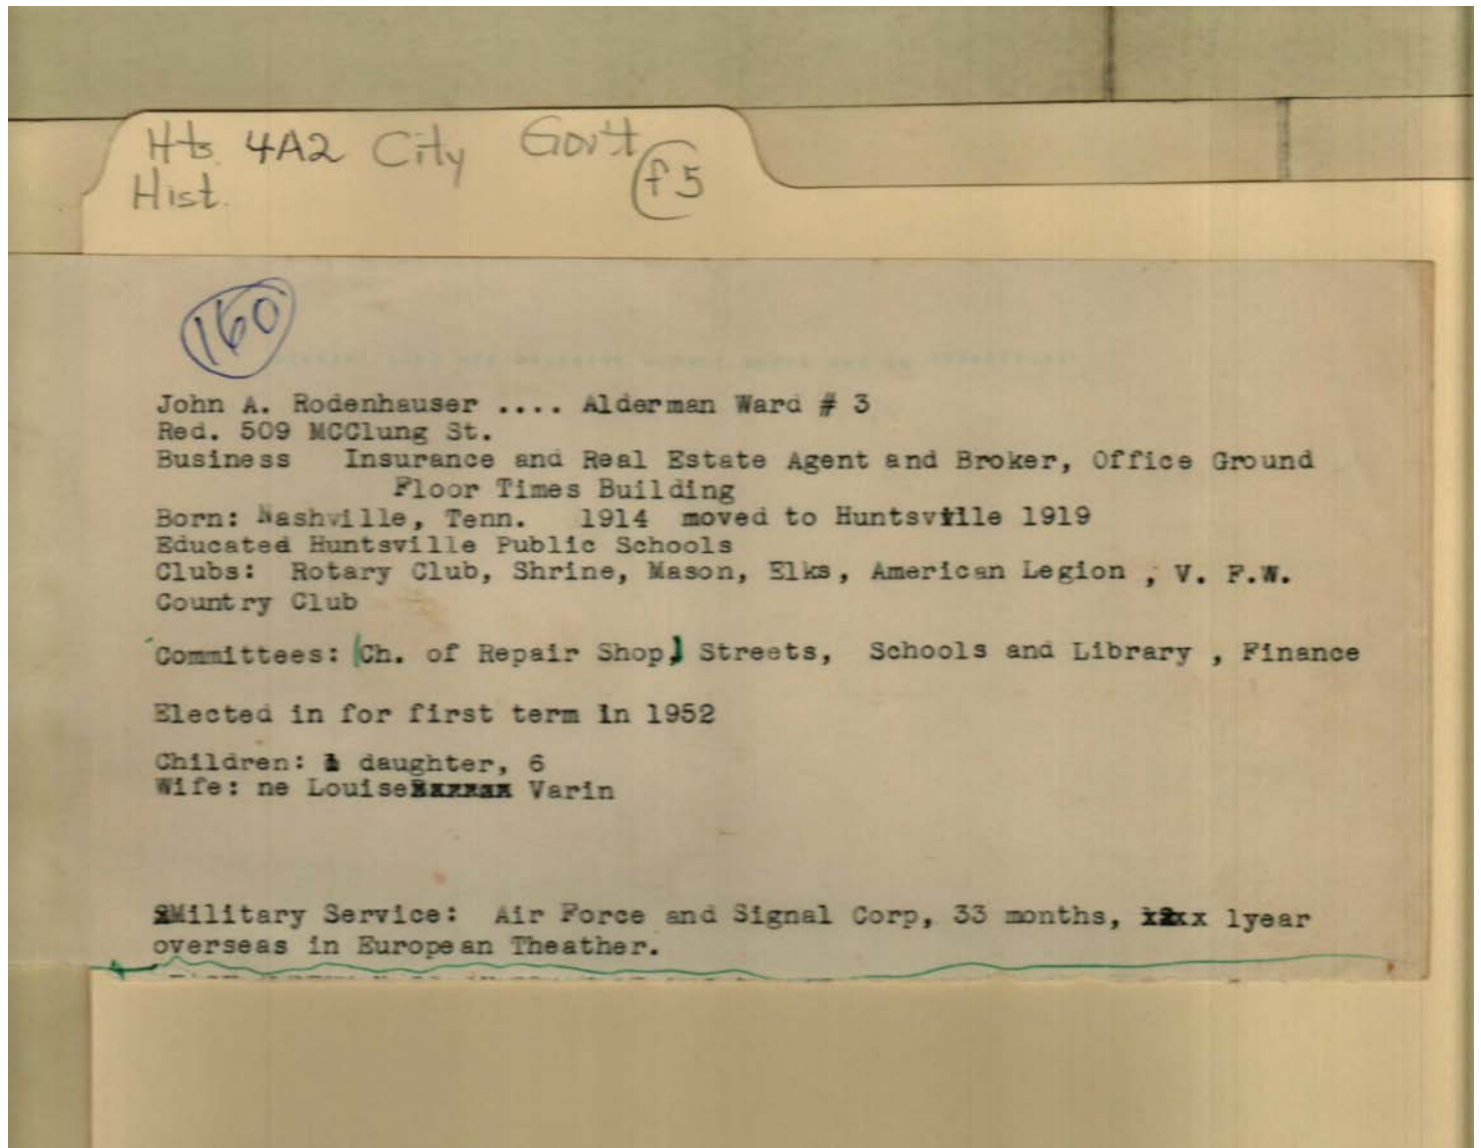 Hts. 4A2 City Gov't
Hist. f5
160
John A. Rodenhauser .... Alderman Ward # 3
Red. 509 MCClung St.
Business Insurance and Real Estate Agent and Broker, Office Ground
Floor Times Building
Born: Nashville, Tenn. 1914 moved to Huntsville 1919
Educated Huntsville Public Schools
Clubs: Rotary Club, Shrine, Mason, Elks, American Legion , V. F.W.
Country Club
Committees: (Ch. of Repair Shop,) Streets, Schools and Library , Finance
Elected in for first term in 1952
Children: 1 daughter, 6
Wife: ne Louise Varin
Military Service: Air Force and Signal Corp, 33 months, 1year
overseas in European Theather.